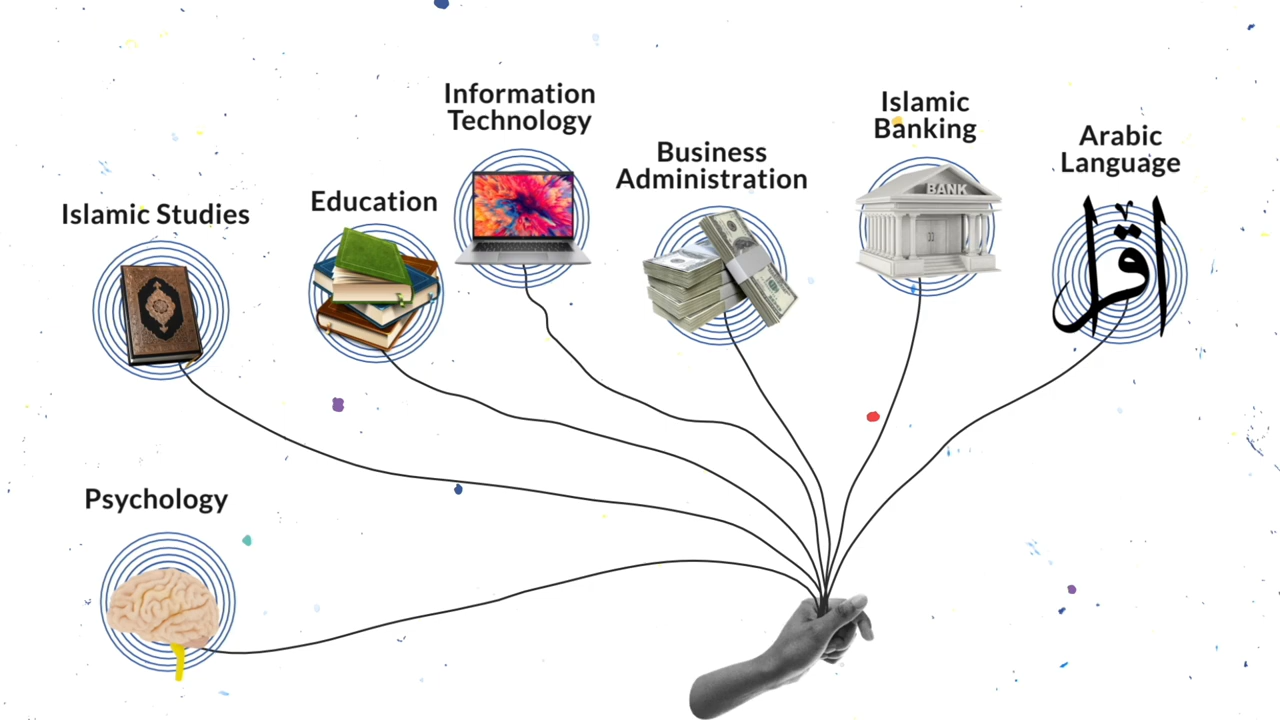 Information
Technology
Islamic
Banking
BANK
Arabic
Language
Business
Administration
Education
Islamic Studies
اقرأ
Psychology